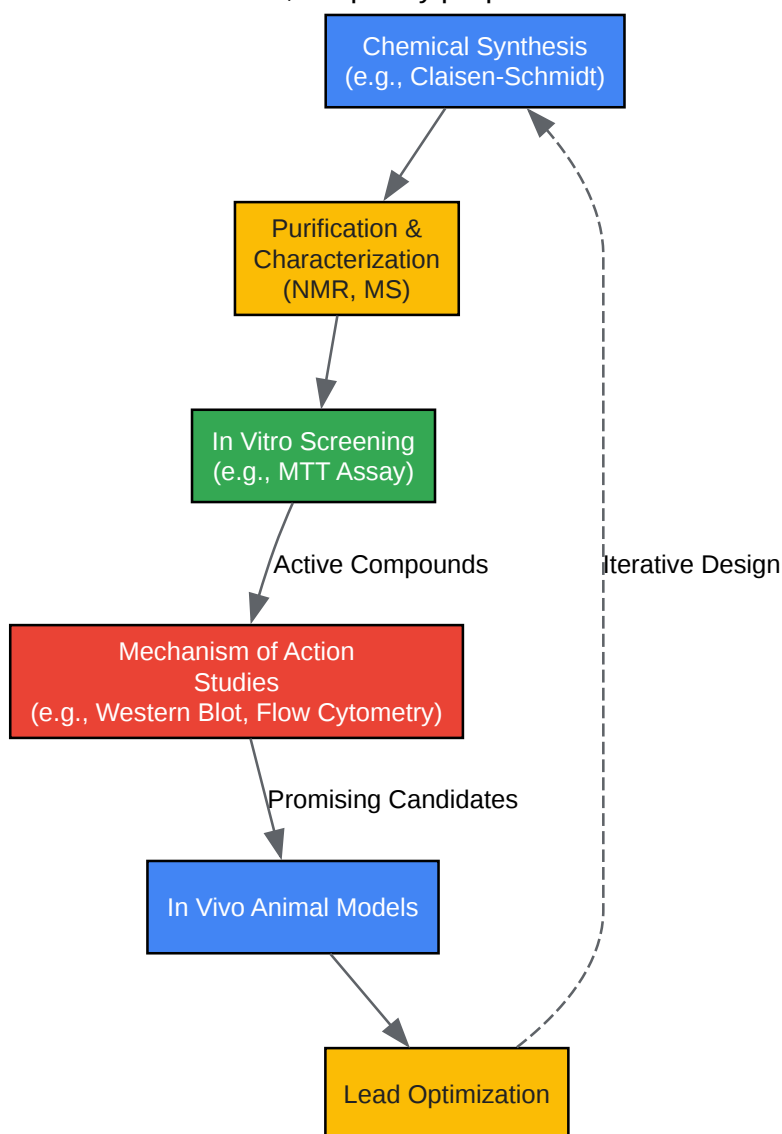 Chemical Synthesis
(e.g., Claisen-Schmidt)
Purification &
Characterization
(NMR, MS)
In Vitro Screening
(e.g., MTT Assay)
Active Compounds
Iterative Design
Mechanism of Action
Studies
(e.g., Western Blot, Flow Cytometry)
Promising Candidates
In Vivo Animal Models
Lead Optimization